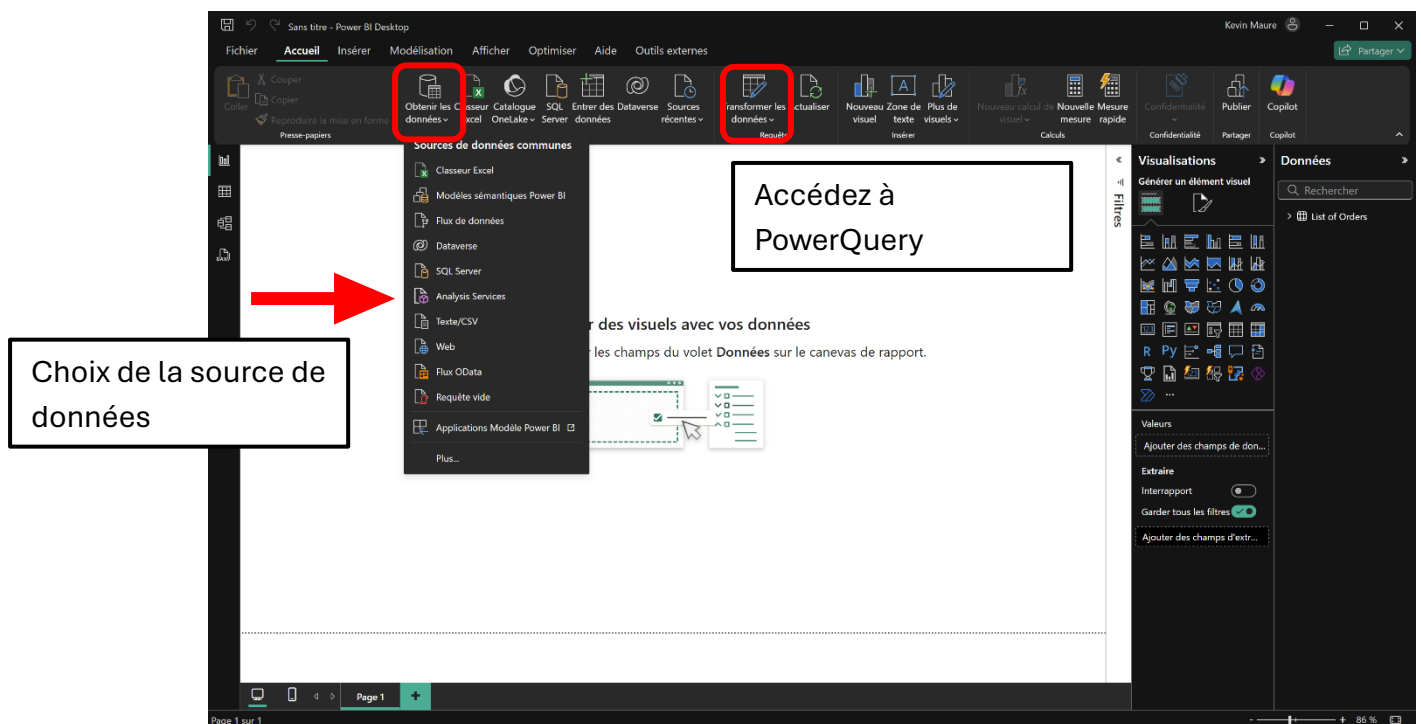 Sans titre - Power BI Desktop
Kevin Maure
Fichier Accueil Insérer Modélisation Afficher Optimiser Aide Outils externes
Partager
Couper
Copier
Reproduire la mise en forme
Coller
Presse-papiers
Obtenir les données
Classeur Excel
Catalogue OneLake
SQL Server
Entrer des données
Dataverse
Sources récentes
Transformer les données
Actualiser
Requêtes
Nouveau visuel
Zone de texte
Plus de visuels
Insérer
Nouveau calcul de visuel
Nouvelle mesure
Mesure rapide
Calculs
Confidentialité
Confidentialité
Publier
Partager
Copilot
Copilot
Sources de données communes
Classeur Excel
Modèles sémantiques Power BI
Flux de données
Dataverse
SQL Server
Analysis Services
Texte/CSV
Web
Flux OData
Requête vide
Applications Modèle Power BI
Plus...
Accédez à
PowerQuery
Choix de la source de
données
r des visuels avec vos données
les champs du volet Données sur le canevas de rapport.
Filtres
Visualisations
Générer un élément visuel
R Py
123
Valeurs
Ajouter des champs de don...
Extraire
Interrapport
Garder tous les filtres
Ajouter des champs d'extr...
Données
Rechercher
List of Orders
Page 1
Page 1 sur 1
86 %